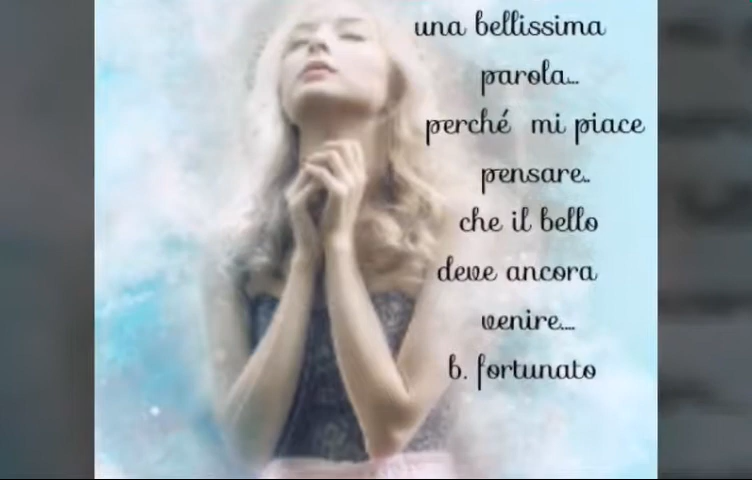 una bellissima
parola...
perché mi piace
pensare..
che il bello
deve ancora
venire....
b. fortunato